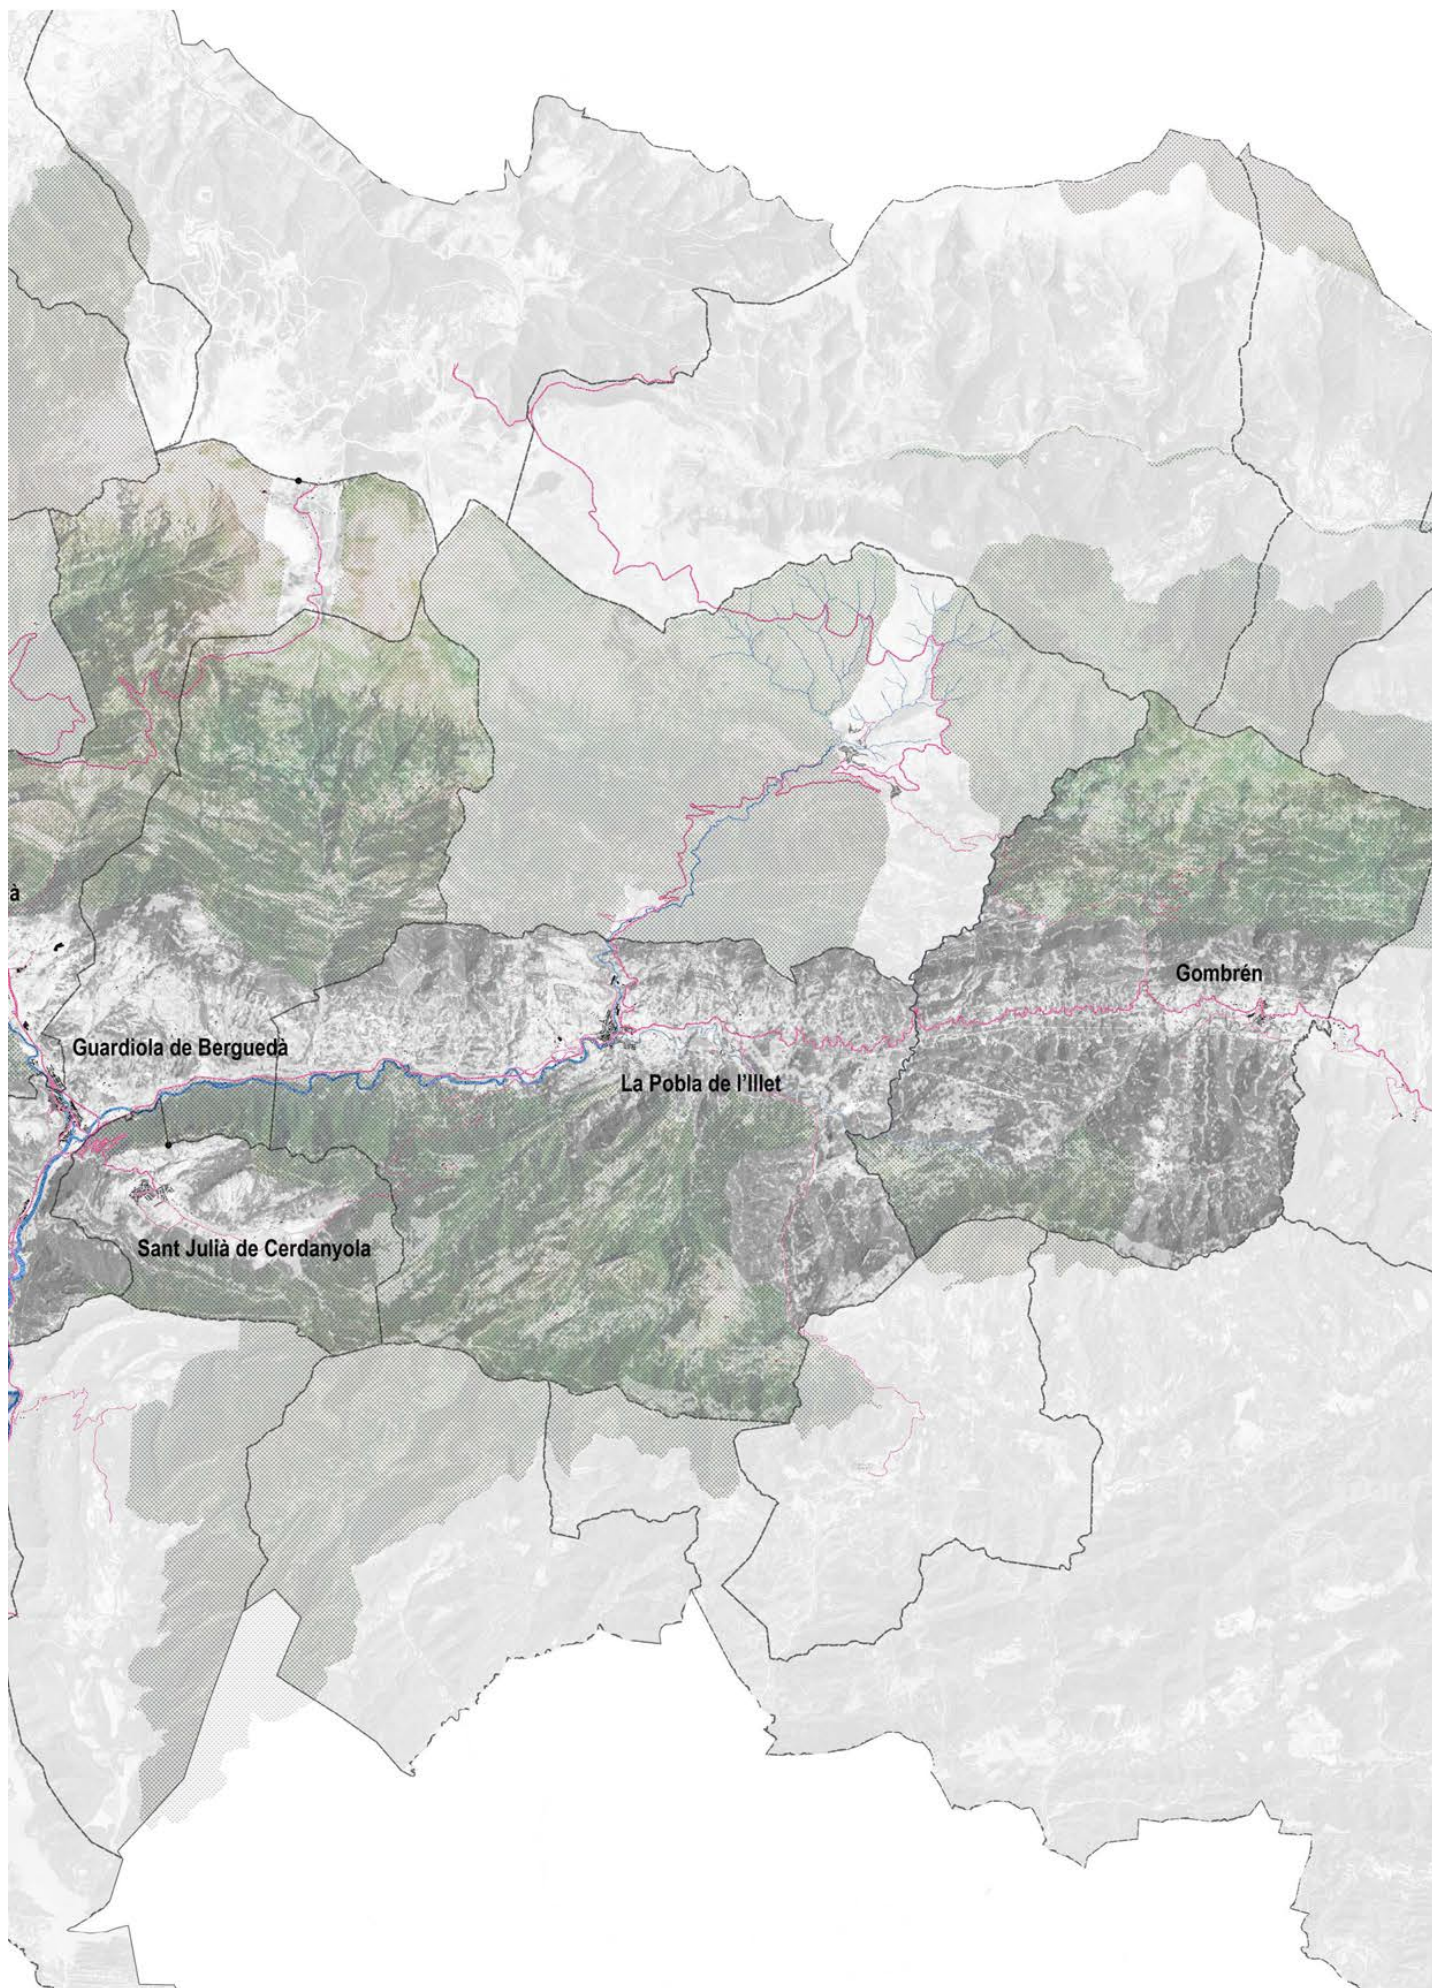 à
Gombrén
Guardiola de Berguedà
La Pobla de l'Illet
Sant Julià de Cerdanyola